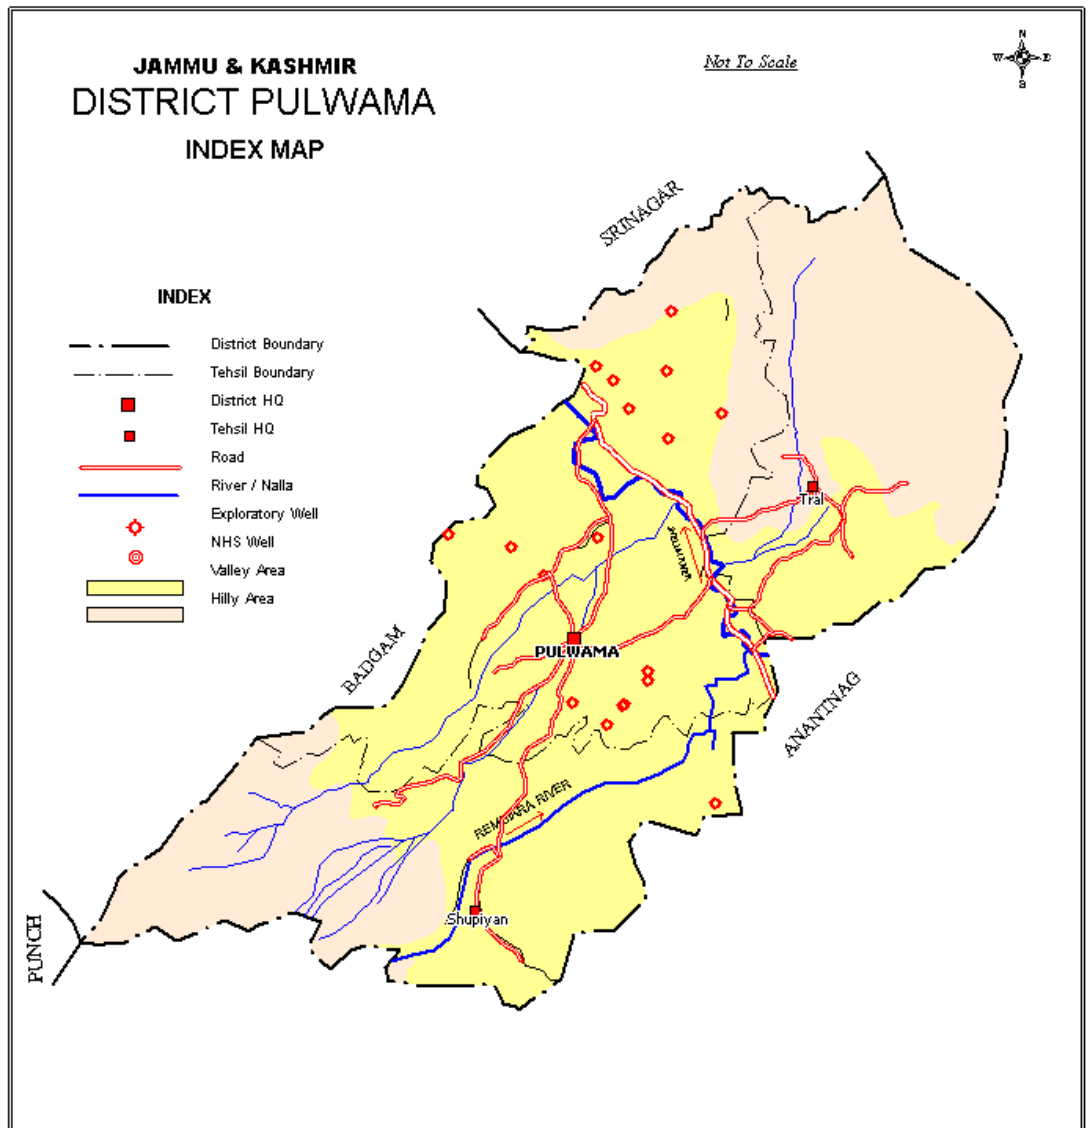 JAMMU & KASHMIR
DISTRICT PULWAMA
INDEX MAP
Not To Scale
N
W
E
S
SRINAGAR
INDEX
District Boundary
Tehsil Boundary
District HQ
Tehsil HQ
Road
River / Nalla
Exploratory Well
NHS Well
Valley Area
Hilly Area
Tral
PULWAMA
BADGAM
ANANTNAG
REMBIARA RIVER
Shupiyan
PUNCH